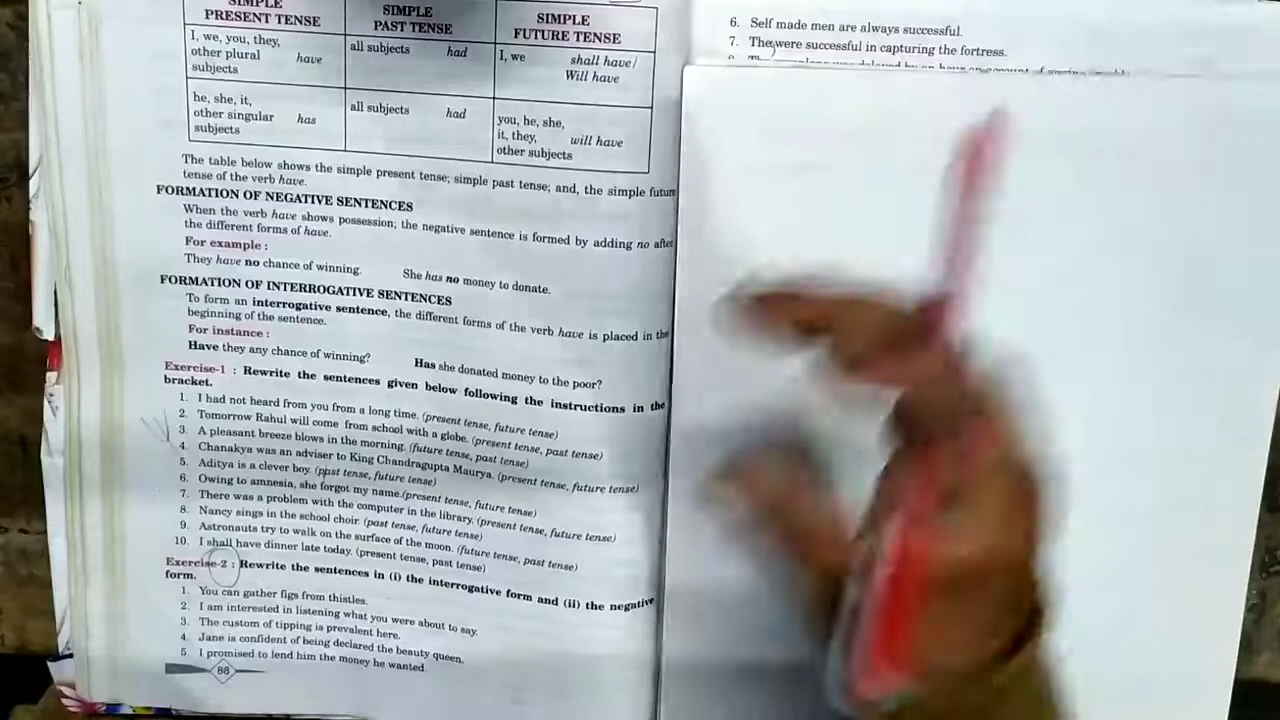 SIMPLE PRESENT TENSE
SIMPLE PAST TENSE
SIMPLE FUTURE TENSE
I, we, you, they, other plural subjects have
all subjects had
I, we shall have/ Will have
he, she, it, other singular subjects has
all subjects had
you, he, she, it, they, other subjects will have
The table below shows the simple present tense; simple past tense; and, the simple future
tense of the verb have.
FORMATION OF NEGATIVE SENTENCES
When the verb have shows possession; the negative sentence is formed by adding no after
the different forms of have.
For example :
They have no chance of winning. She has no money to donate.
FORMATION OF INTERROGATIVE SENTENCES
To form an interrogative sentence, the different forms of the verb have is placed in the
beginning of the sentence.
For instance :
Have they any chance of winning? Has she donated money to the poor?
Exercise-1 : Rewrite the sentences given below following the instructions in the
bracket.
1. I had not heard from you from a long time. (present tense, future tense)
2. Tomorrow Rahul will come from school with a globe. (present tense, past tense)
3. A pleasant breeze blows in the morning. (future tense, past tense)
4. Chanakya was an adviser to King Chandragupta Maurya. (present tense, future tense)
5. Aditya is a clever boy. (past tense, future tense)
6. Owing to amnesia, she forgot my name.(present tense, future tense)
7. There was a problem with the computer in the library. (present tense, future tense)
8. Nancy sings in the school choir. (past tense, future tense)
9. Astronauts try to walk on the surface of the moon. (future tense, past tense)
10. I shall have dinner late today. (present tense, past tense)
Exercise-2 : Rewrite the sentences in (i) the interrogative form and (ii) the negative
form.
1. You can gather figs from thistles.
2. I am interested in listening what you were about to say.
3. The custom of tipping is prevalent here.
4. Jane is confident of being declared the beauty queen.
5. I promised to lend him the money he wanted.
88
6. Self made men are always successful.
7. They were successful in capturing the fortress.